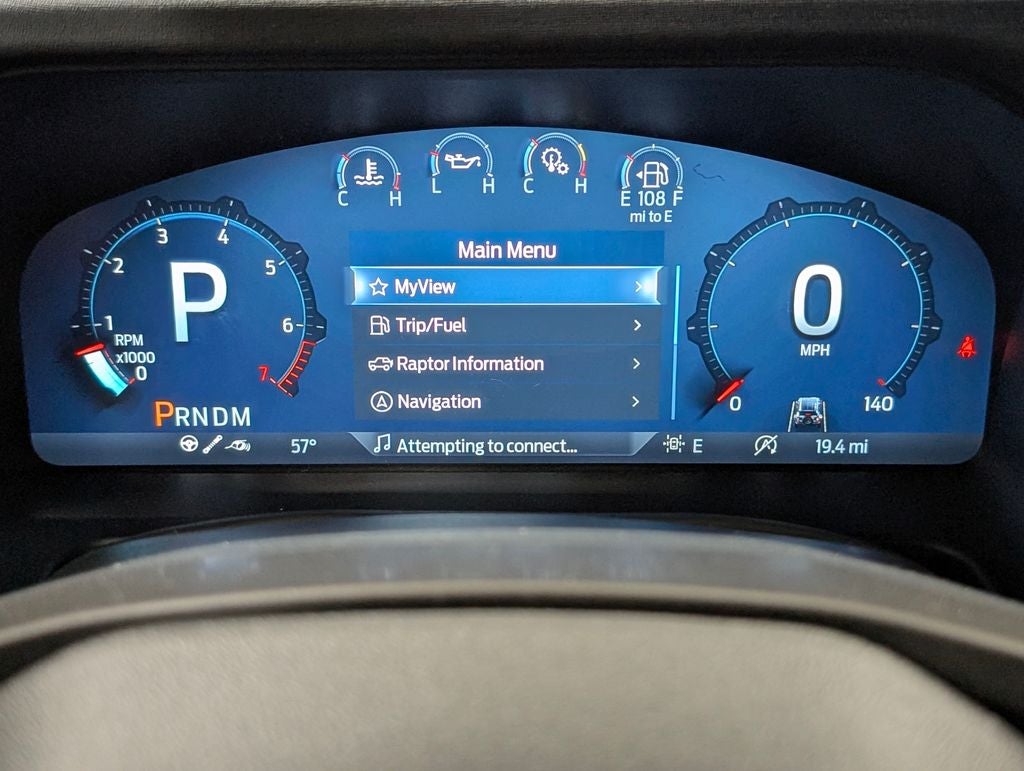 C H
L H
C H
E 108 F
mi to E
Main Menu
MyView
Trip/Fuel
Raptor Information
Navigation
Attempting to connect...
0
1
2
3
4
5
6
7
P
RPM
x1000
PRNDM
57°
0
MPH
0
140
E
19.4 mi